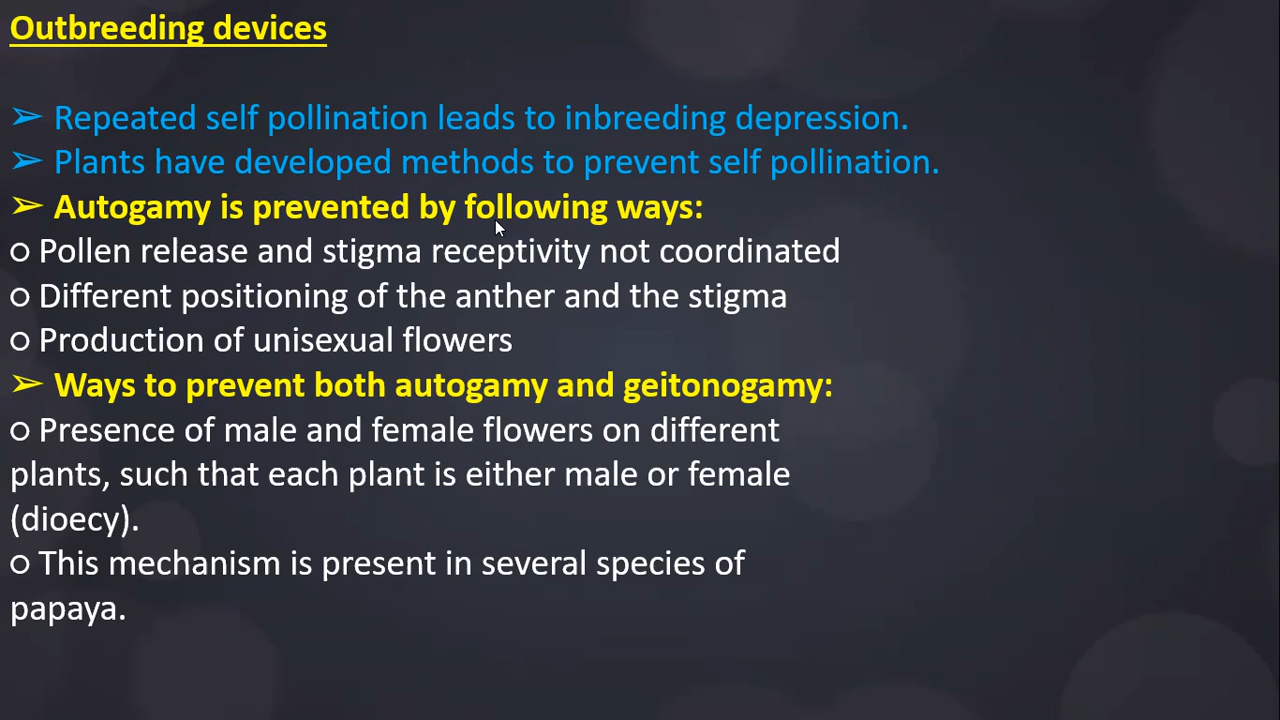 Outbreeding devices
➢ Repeated self pollination leads to inbreeding depression.
➢ Plants have developed methods to prevent self pollination.
➢ Autogamy is prevented by following ways:
○ Pollen release and stigma receptivity not coordinated
○ Different positioning of the anther and the stigma
○ Production of unisexual flowers
➢ Ways to prevent both autogamy and geitonogamy:
○ Presence of male and female flowers on different
plants, such that each plant is either male or female
(dioecy).
○ This mechanism is present in several species of
papaya.